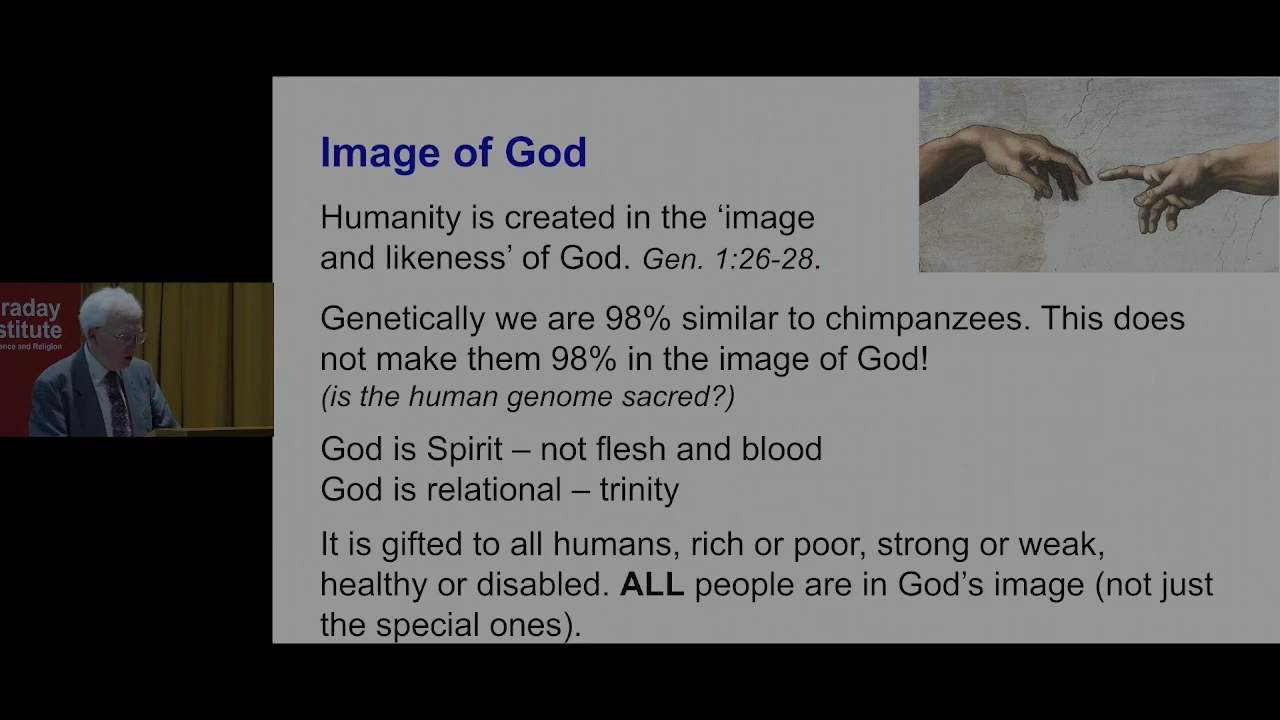 Image of God
Humanity is created in the ‘image
and likeness’ of God. Gen. 1:26-28.
Genetically we are 98% similar to chimpanzees. This does
not make them 98% in the image of God!
(is the human genome sacred?)
God is Spirit – not flesh and blood
God is relational – trinity
It is gifted to all humans, rich or poor, strong or weak,
healthy or disabled. ALL people are in God’s image (not just
the special ones).
raday
stitute
ence and Religion